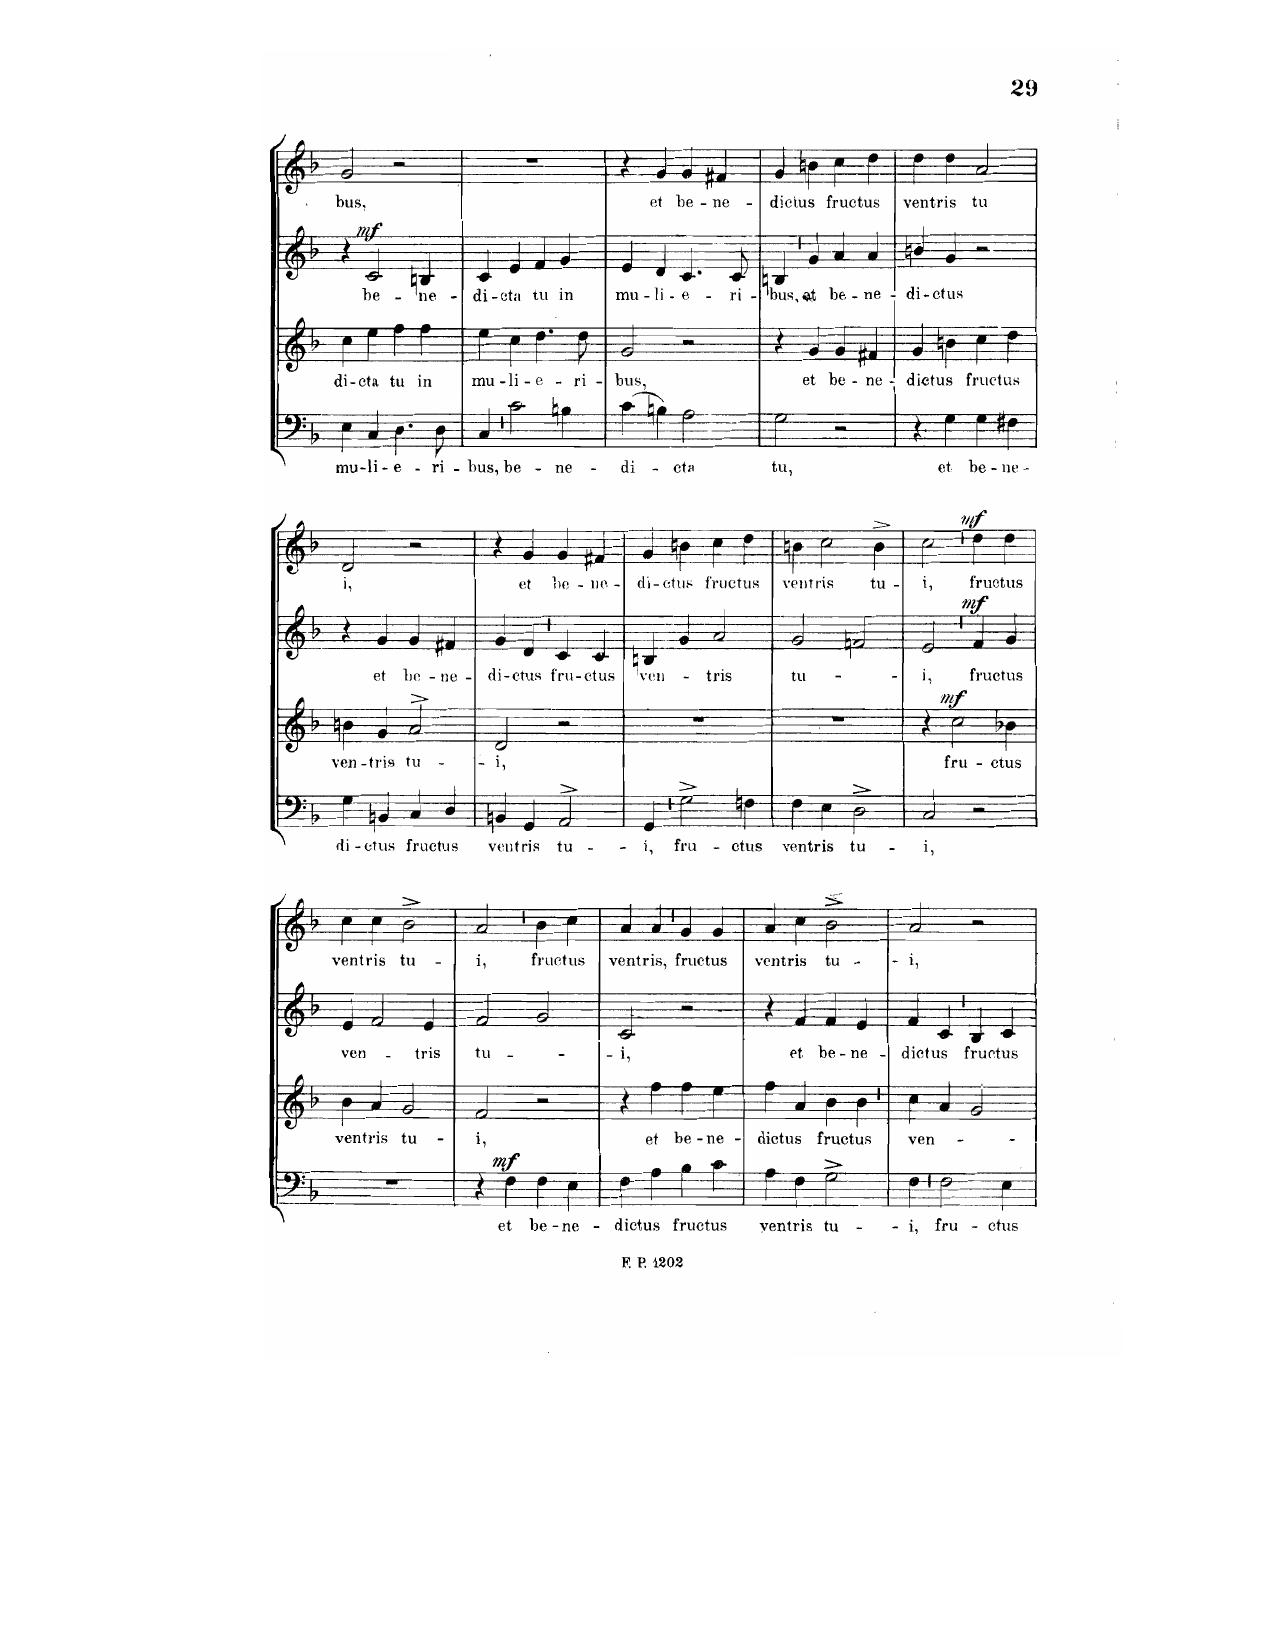 29
bus, et be - ne - dictus fructus ventris tu
mf
be - ne - di - cta tu in mu - li - e - ri - bus, et be - ne - di - ctus
di - cta tu in mu - li - e - ri - bus, et be - ne - dictus fructus
mu - li - e - ri - bus, be - ne - di - cta tu, et be - ne -
mf
i, et be - ne - di - ctus fructus ventris tu - i, fructus
mf
et be - ne - di - ctus fru - ctus ven - tris tu - - i, fructus
mf
ven - tris tu - - i, fru - ctus
di - ctus fructus ventris tu - - i, fru - ctus ventris tu - i,
ventris tu - i, fructus ventris, fructus ventris tu - - i,
ven - tris tu - - - i, et be - ne - dictus fructus
ventris tu - i, et be - ne - dictus fructus ven - -
mf
et be - ne - dictus fructus ventris tu - - i, fru - ctus
F. P. 1202